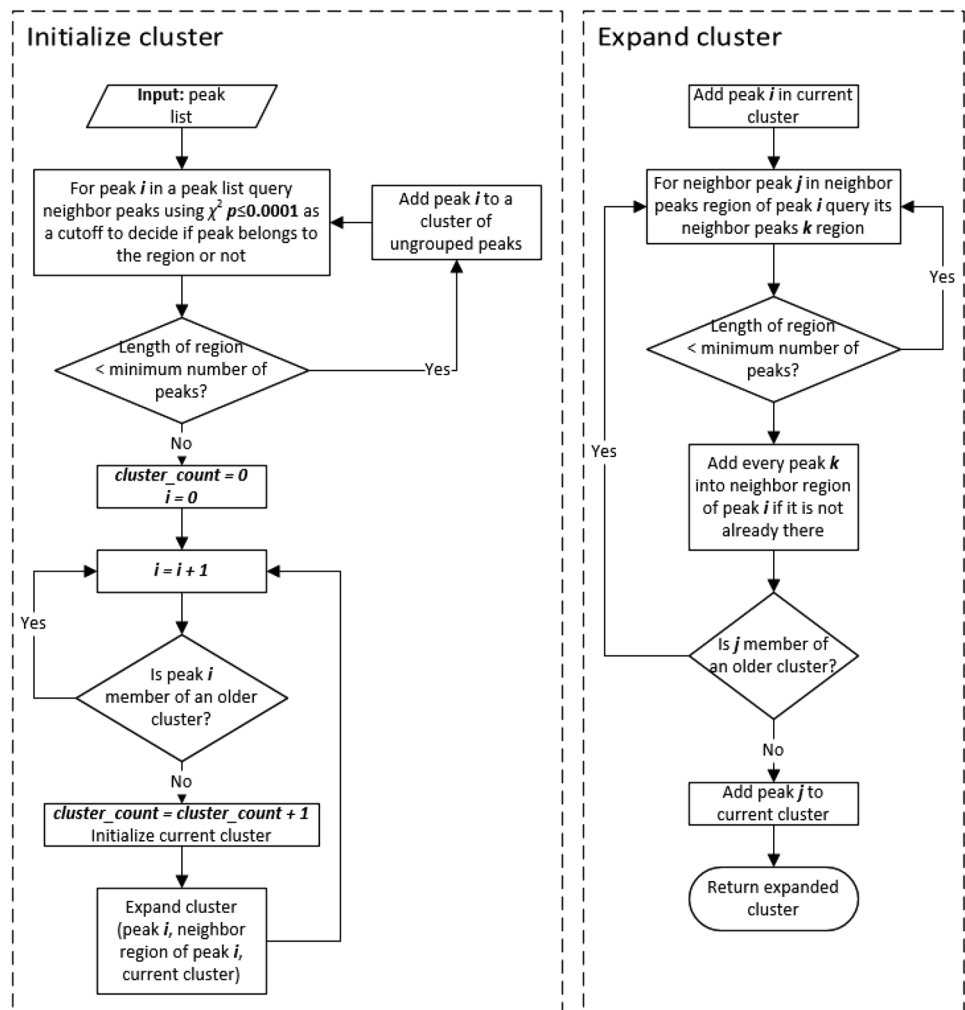 Initialize cluster
Input: peak
list
For peak i in a peak list query
neighbor peaks using χ² p≤0.0001 as
a cutoff to decide if peak belongs to
the region or not
Add peak i to a
cluster of
ungrouped peaks
Length of region
< minimum number of
peaks?
Yes
No
cluster_count = 0
i = 0
i = i + 1
Yes
Is peak i
member of an older
cluster?
No
cluster_count = cluster_count + 1
Initialize current cluster
Expand cluster
(peak i, neighbor
region of peak i,
current cluster)
Expand cluster
Add peak i in current
cluster
For neighbor peak j in neighbor
peaks region of peak i query its
neighbor peaks k region
Yes
Length of region
< minimum number of
peaks?
Yes
Add every peak k
into neighbor region
of peak i if it is not
already there
Is j member of
an older cluster?
No
Add peak j to
current cluster
Return expanded
cluster